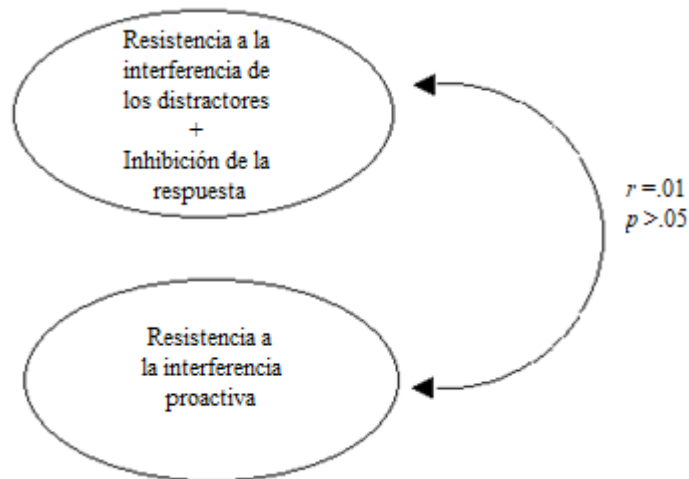 Resistencia a la
interferencia de
los distractores
+
Inhibición de la
respuesta
r =.01
p >.05
Resistencia a
la interferencia
proactiva